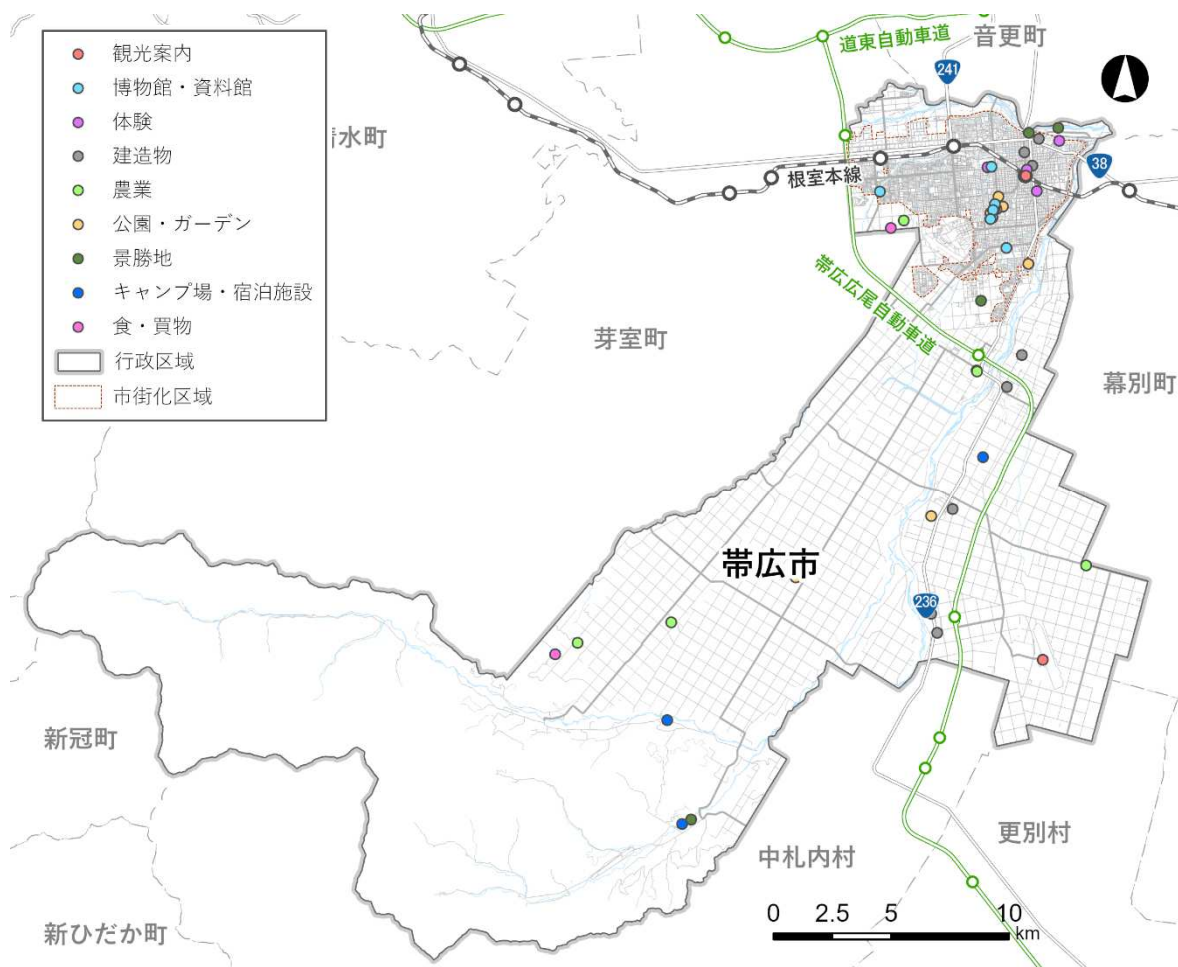 観光案内
博物館・資料館
体験
建造物
農業
公園・ガーデン
景勝地
キャンプ場・宿泊施設
食・買物
行政区域
市街化区域
道東自動車道
音更町
241
清水町
38
根室本線
帯広広尾自動車道
芽室町
幕別町
帯広市
236
新冠町
更別村
中札内村
新ひだか町
0 2.5 5 10
km